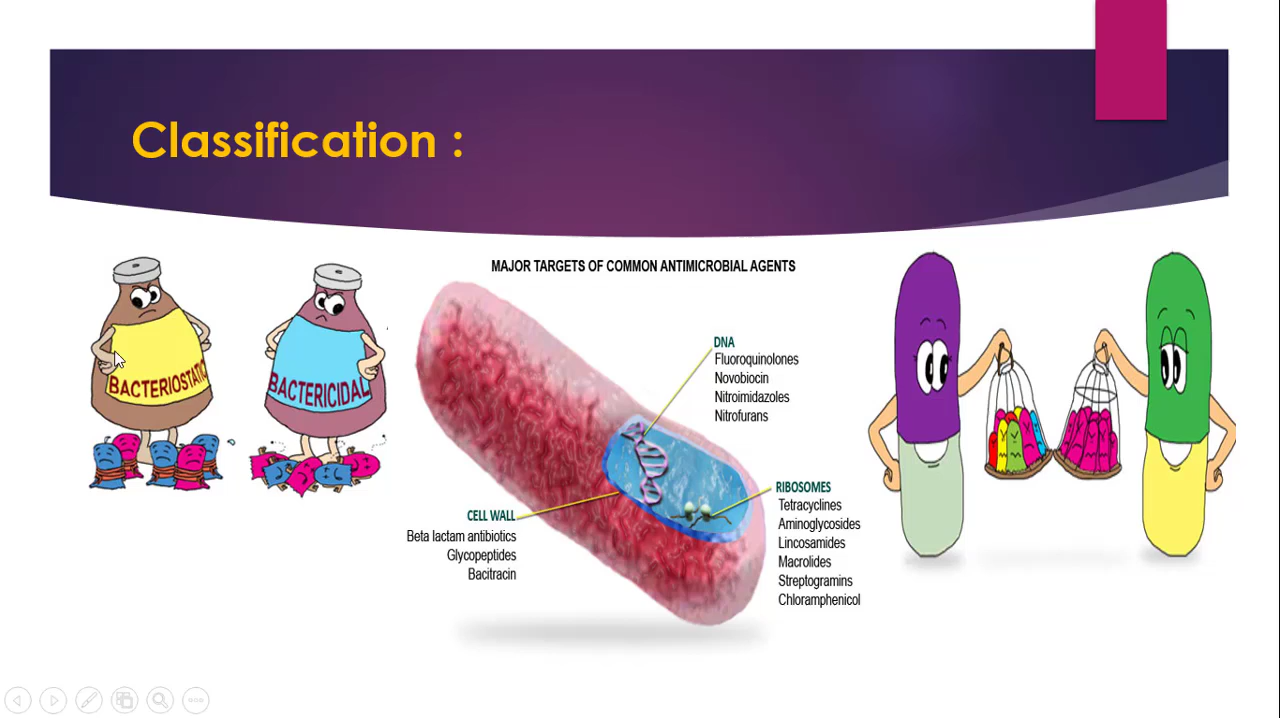 Classification :
BACTERIOSTATIC
BACTERICIDAL
MAJOR TARGETS OF COMMON ANTIMICROBIAL AGENTS
DNA
Fluoroquinolones
Novobiocin
Nitroimidazoles
Nitrofurans
CELL WALL
Beta lactam antibiotics
Glycopeptides
Bacitracin
RIBOSOMES
Tetracyclines
Aminoglycosides
Lincosamides
Macrolides
Streptogramins
Chloramphenicol